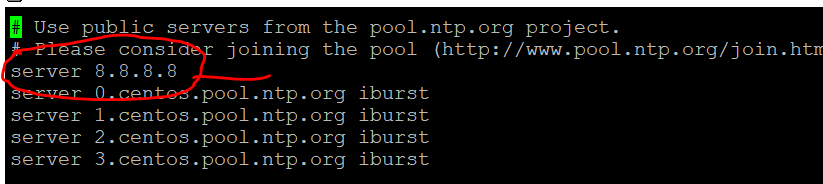 # Use public servers from the pool.ntp.org project.
# Please consider joining the pool (http://www.pool.ntp.org/join.htm
server 8.8.8.8
server 0.centos.pool.ntp.org iburst
server 1.centos.pool.ntp.org iburst
server 2.centos.pool.ntp.org iburst
server 3.centos.pool.ntp.org iburst